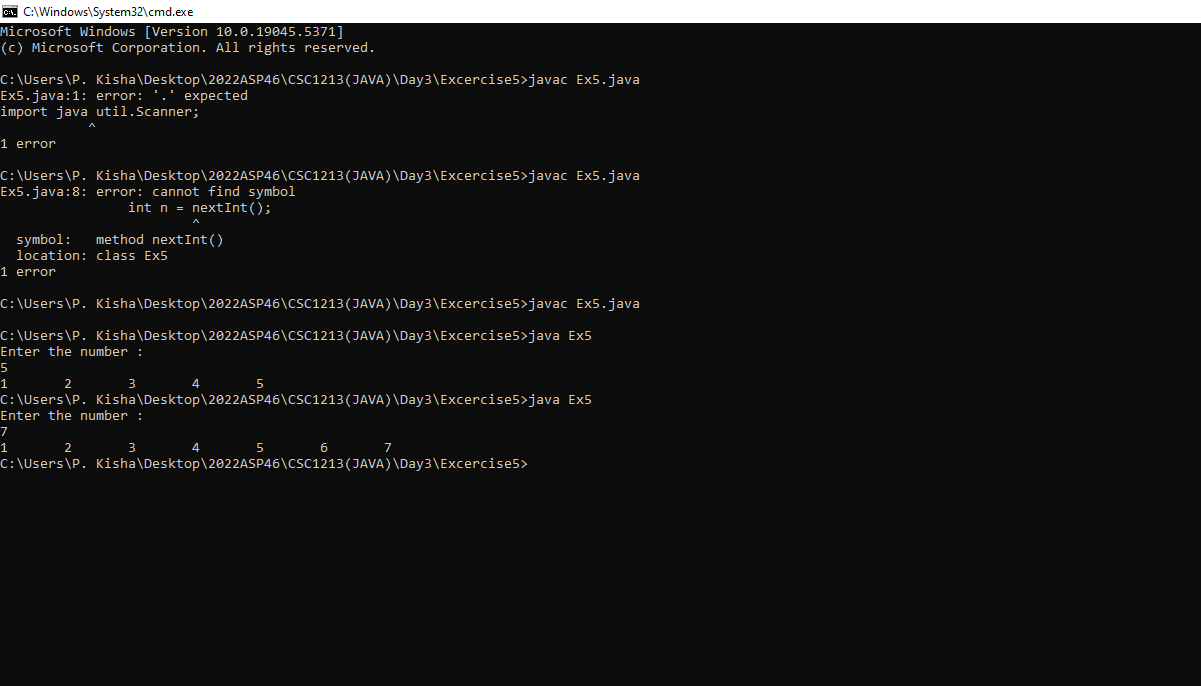 C:\Windows\System32\cmd.exe
Microsoft Windows [Version 10.0.19045.5371]
(c) Microsoft Corporation. All rights reserved.
C:\Users\P. Kisha\Desktop\2022ASP46\CSC1213(JAVA)\Day3\Excercise5>javac Ex5.java
Ex5.java:1: error: '.' expected
import java util.Scanner;
           ^
1 error
C:\Users\P. Kisha\Desktop\2022ASP46\CSC1213(JAVA)\Day3\Excercise5>javac Ex5.java
Ex5.java:8: error: cannot find symbol
                int n = nextInt();
                        ^
  symbol:   method nextInt()
  location: class Ex5
1 error
C:\Users\P. Kisha\Desktop\2022ASP46\CSC1213(JAVA)\Day3\Excercise5>javac Ex5.java
C:\Users\P. Kisha\Desktop\2022ASP46\CSC1213(JAVA)\Day3\Excercise5>java Ex5
Enter the number :
5
1       2       3       4       5
C:\Users\P. Kisha\Desktop\2022ASP46\CSC1213(JAVA)\Day3\Excercise5>java Ex5
Enter the number :
7
1       2       3       4       5       6       7
C:\Users\P. Kisha\Desktop\2022ASP46\CSC1213(JAVA)\Day3\Excercise5>